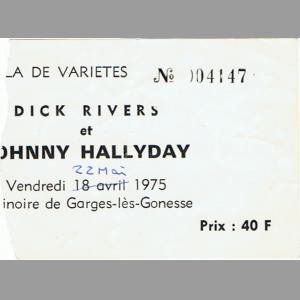 LA DE VARIETES № 004147
DICK RIVERS
et
OHNNY HALLYDAY
22 Mai
Vendredi 18 avril 1975
inoire de Garges-lès-Gonesse
Prix : 40 F